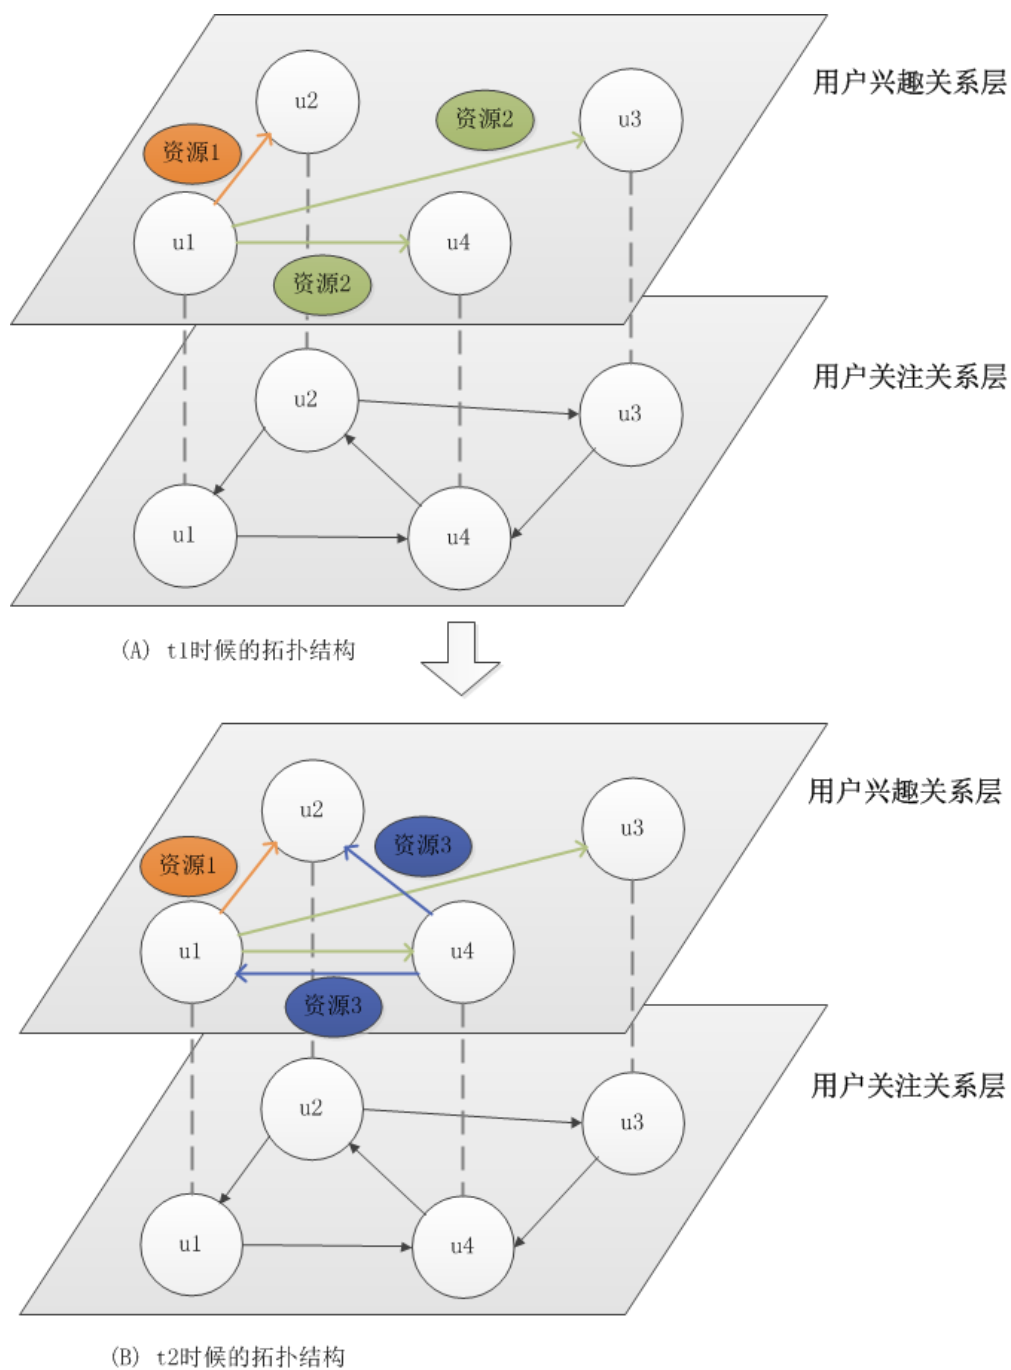 用户兴趣关系层
u2
资源2
u3
资源1
u1
u4
资源2
用户关注关系层
u2
u3
u1
u4
(A) t1时候的拓扑结构
用户兴趣关系层
u2
u3
资源3
资源1
u1
u4
资源3
用户关注关系层
u2
u3
u1
u4
(B) t2时候的拓扑结构